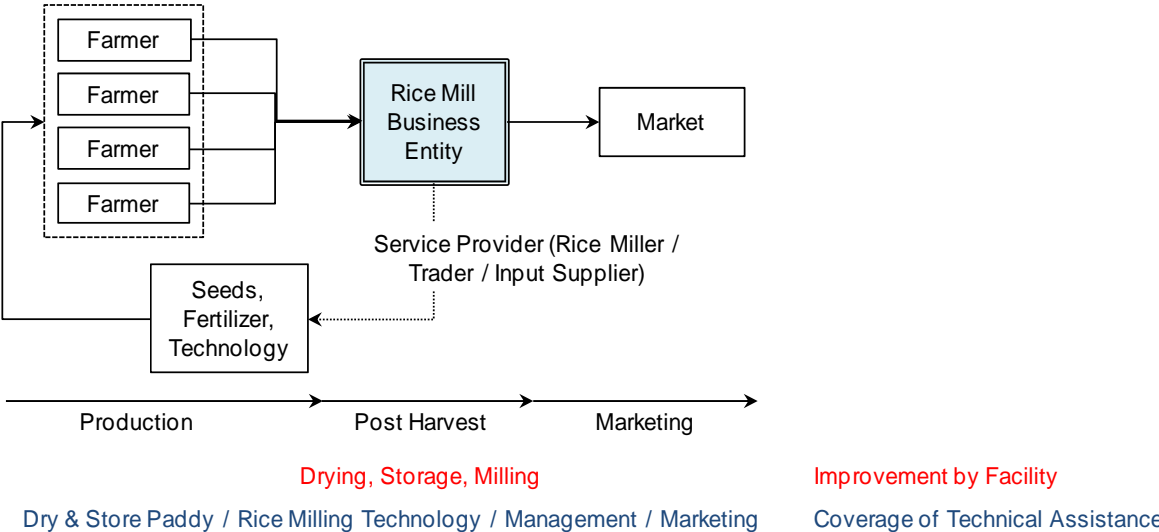 Farmer
Farmer
Farmer
Farmer
Rice Mill
Business
Entity
Market
Service Provider (Rice Miller /
Trader / Input Supplier)
Seeds,
Fertilizer,
Technology
Production
Post Harvest
Marketing
Drying, Storage, Milling
Improvement by Facility
Dry & Store Paddy / Rice Milling Technology / Management / Marketing
Coverage of Technical Assistance